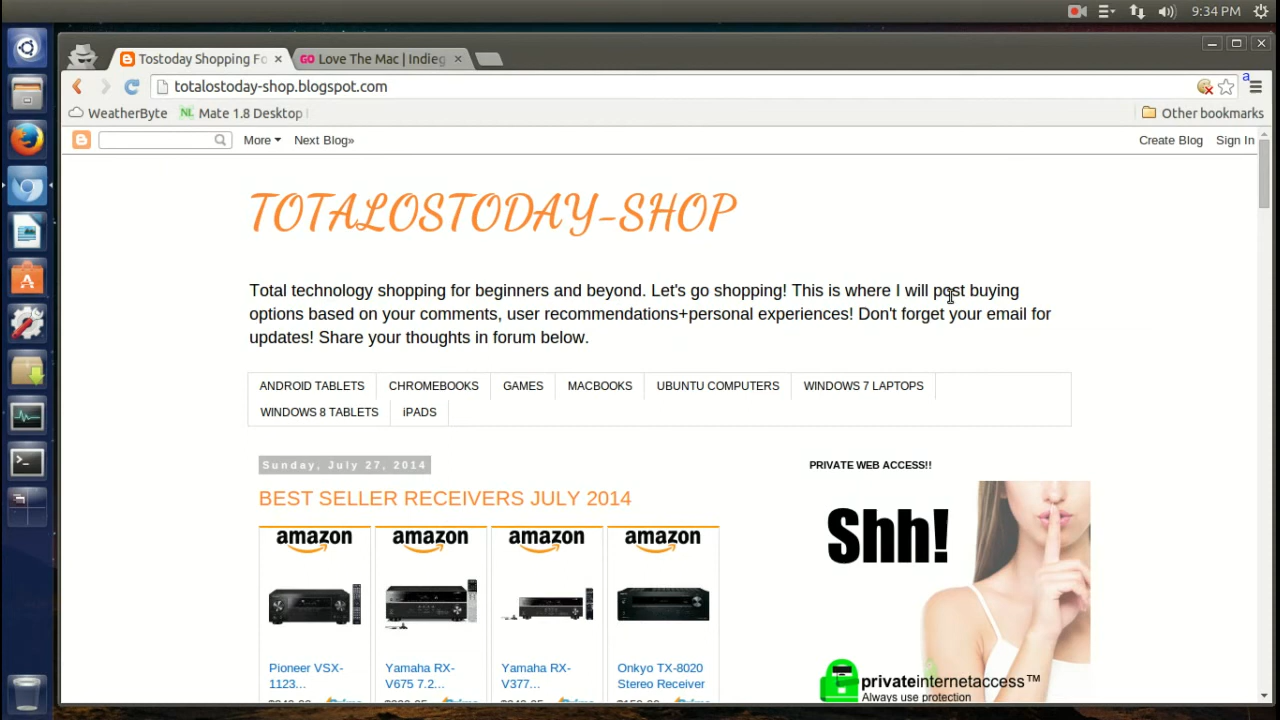 9:34 PM
Tostoday Shopping Fo
GO Love The Mac | Indieg
totalostoday-shop.blogspot.com
a
WeatherByte
NL Mate 1.8 Desktop
Other bookmarks
More
Next Blog»
Create Blog
Sign In
TOTALOSTODAY-SHOP
Total technology shopping for beginners and beyond. Let's go shopping! This is where I will post buying
options based on your comments, user recommendations+personal experiences! Don't forget your email for
updates! Share your thoughts in forum below.
ANDROID TABLETS
CHROMEBOOKS
GAMES
MACBOOKS
UBUNTU COMPUTERS
WINDOWS 7 LAPTOPS
WINDOWS 8 TABLETS
iPADS
Sunday, July 27, 2014
BEST SELLER RECEIVERS JULY 2014
amazon
amazon
amazon
amazon
Pioneer VSX-
1123...
Yamaha RX-
V675 7.2...
Yamaha RX-
V377...
Onkyo TX-8020
Stereo Receiver
PRIVATE WEB ACCESS!!
Shh!
privateinternetaccess™
Always use protection